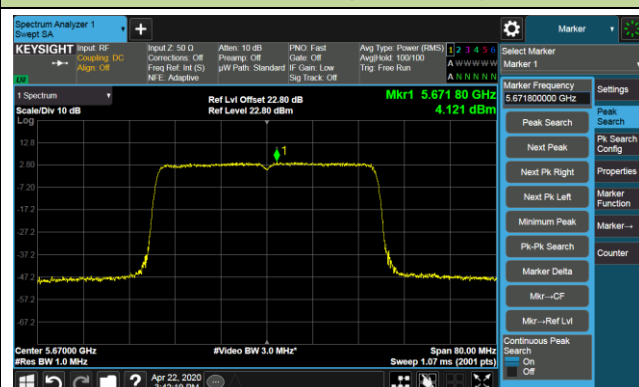 Spectrum Analyzer 1
Swept SA
Marker
KEYSIGHT
Input: RF
Coupling: DC
Align: Off
Input Z: 50 Ω
Corrections: Off
Freq Ref: Int (S)
NFE: Adaptive
Atten: 10 dB
Preamp: Off
µW Path: Standard
PNO: Fast
Gate: Off
IF Gain: Low
Sig Track: Off
Avg Type: Power (RMS)
Avg|Hold: 100/100
Trig: Free Run
1 2 3 4 5 6
A W W W W W
A N N N N N
Select Marker
Marker 1
1 Spectrum
Scale/Div 10 dB
Log
Ref Lvl Offset 22.80 dB
Ref Level 22.80 dBm
Mkr1 5.671 80 GHz
4.121 dBm
12.8
2.80
-7.20
-17.2
-27.2
-37.2
-47.2
-57.2
-67.2
1
Center 5.67000 GHz
#Res BW 1.0 MHz
#Video BW 3.0 MHz*
Span 80.00 MHz
Sweep 1.07 ms (2001 pts)
Marker Frequency
5.671800000 GHz
Peak Search
Next Peak
Next Pk Right
Next Pk Left
Minimum Peak
Pk-Pk Search
Marker Delta
Mkr→CF
Mkr→Ref Lvl
Continuous Peak
Search
On
Off
Settings
Peak
Search
Pk Search
Config
Properties
Marker
Function
Marker→
Counter
Apr 22, 2020